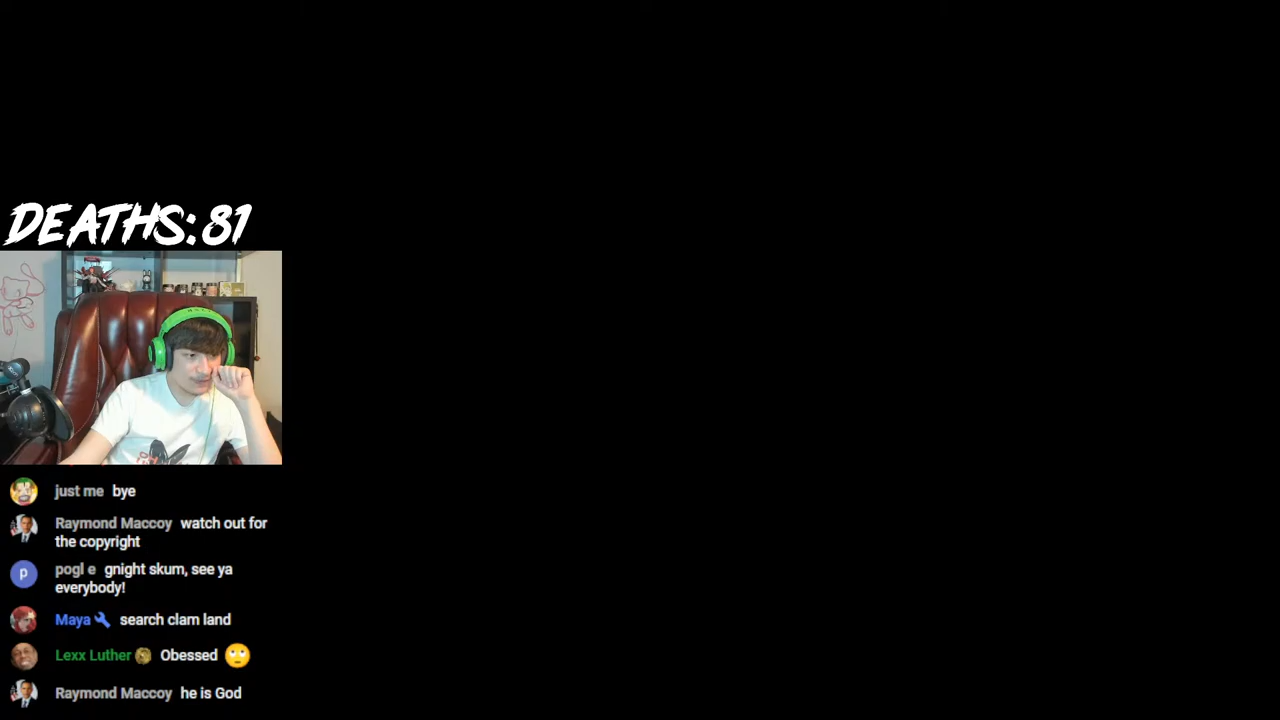 DEATHS:81
just me bye
Raymond Maccoy watch out for
the copyright
pogl e gnight skum, see ya
everybody!
p
Maya search clam land
Lexx Luther Obessed
Raymond Maccoy he is God